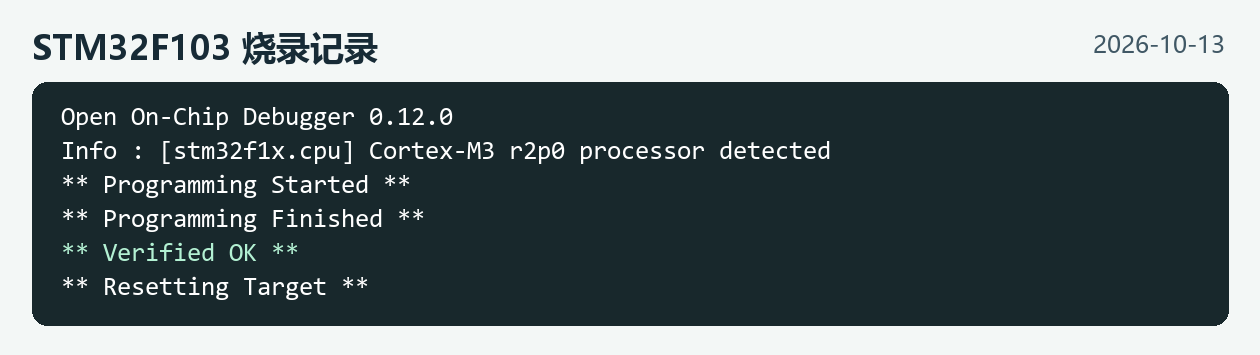 STM32F103 烧录记录
2026-10-13
Open On-Chip Debugger 0.12.0
Info : [stm32f1x.cpu] Cortex-M3 r2p0 processor detected
** Programming Started **
** Programming Finished **
** Verified OK **
** Resetting Target **